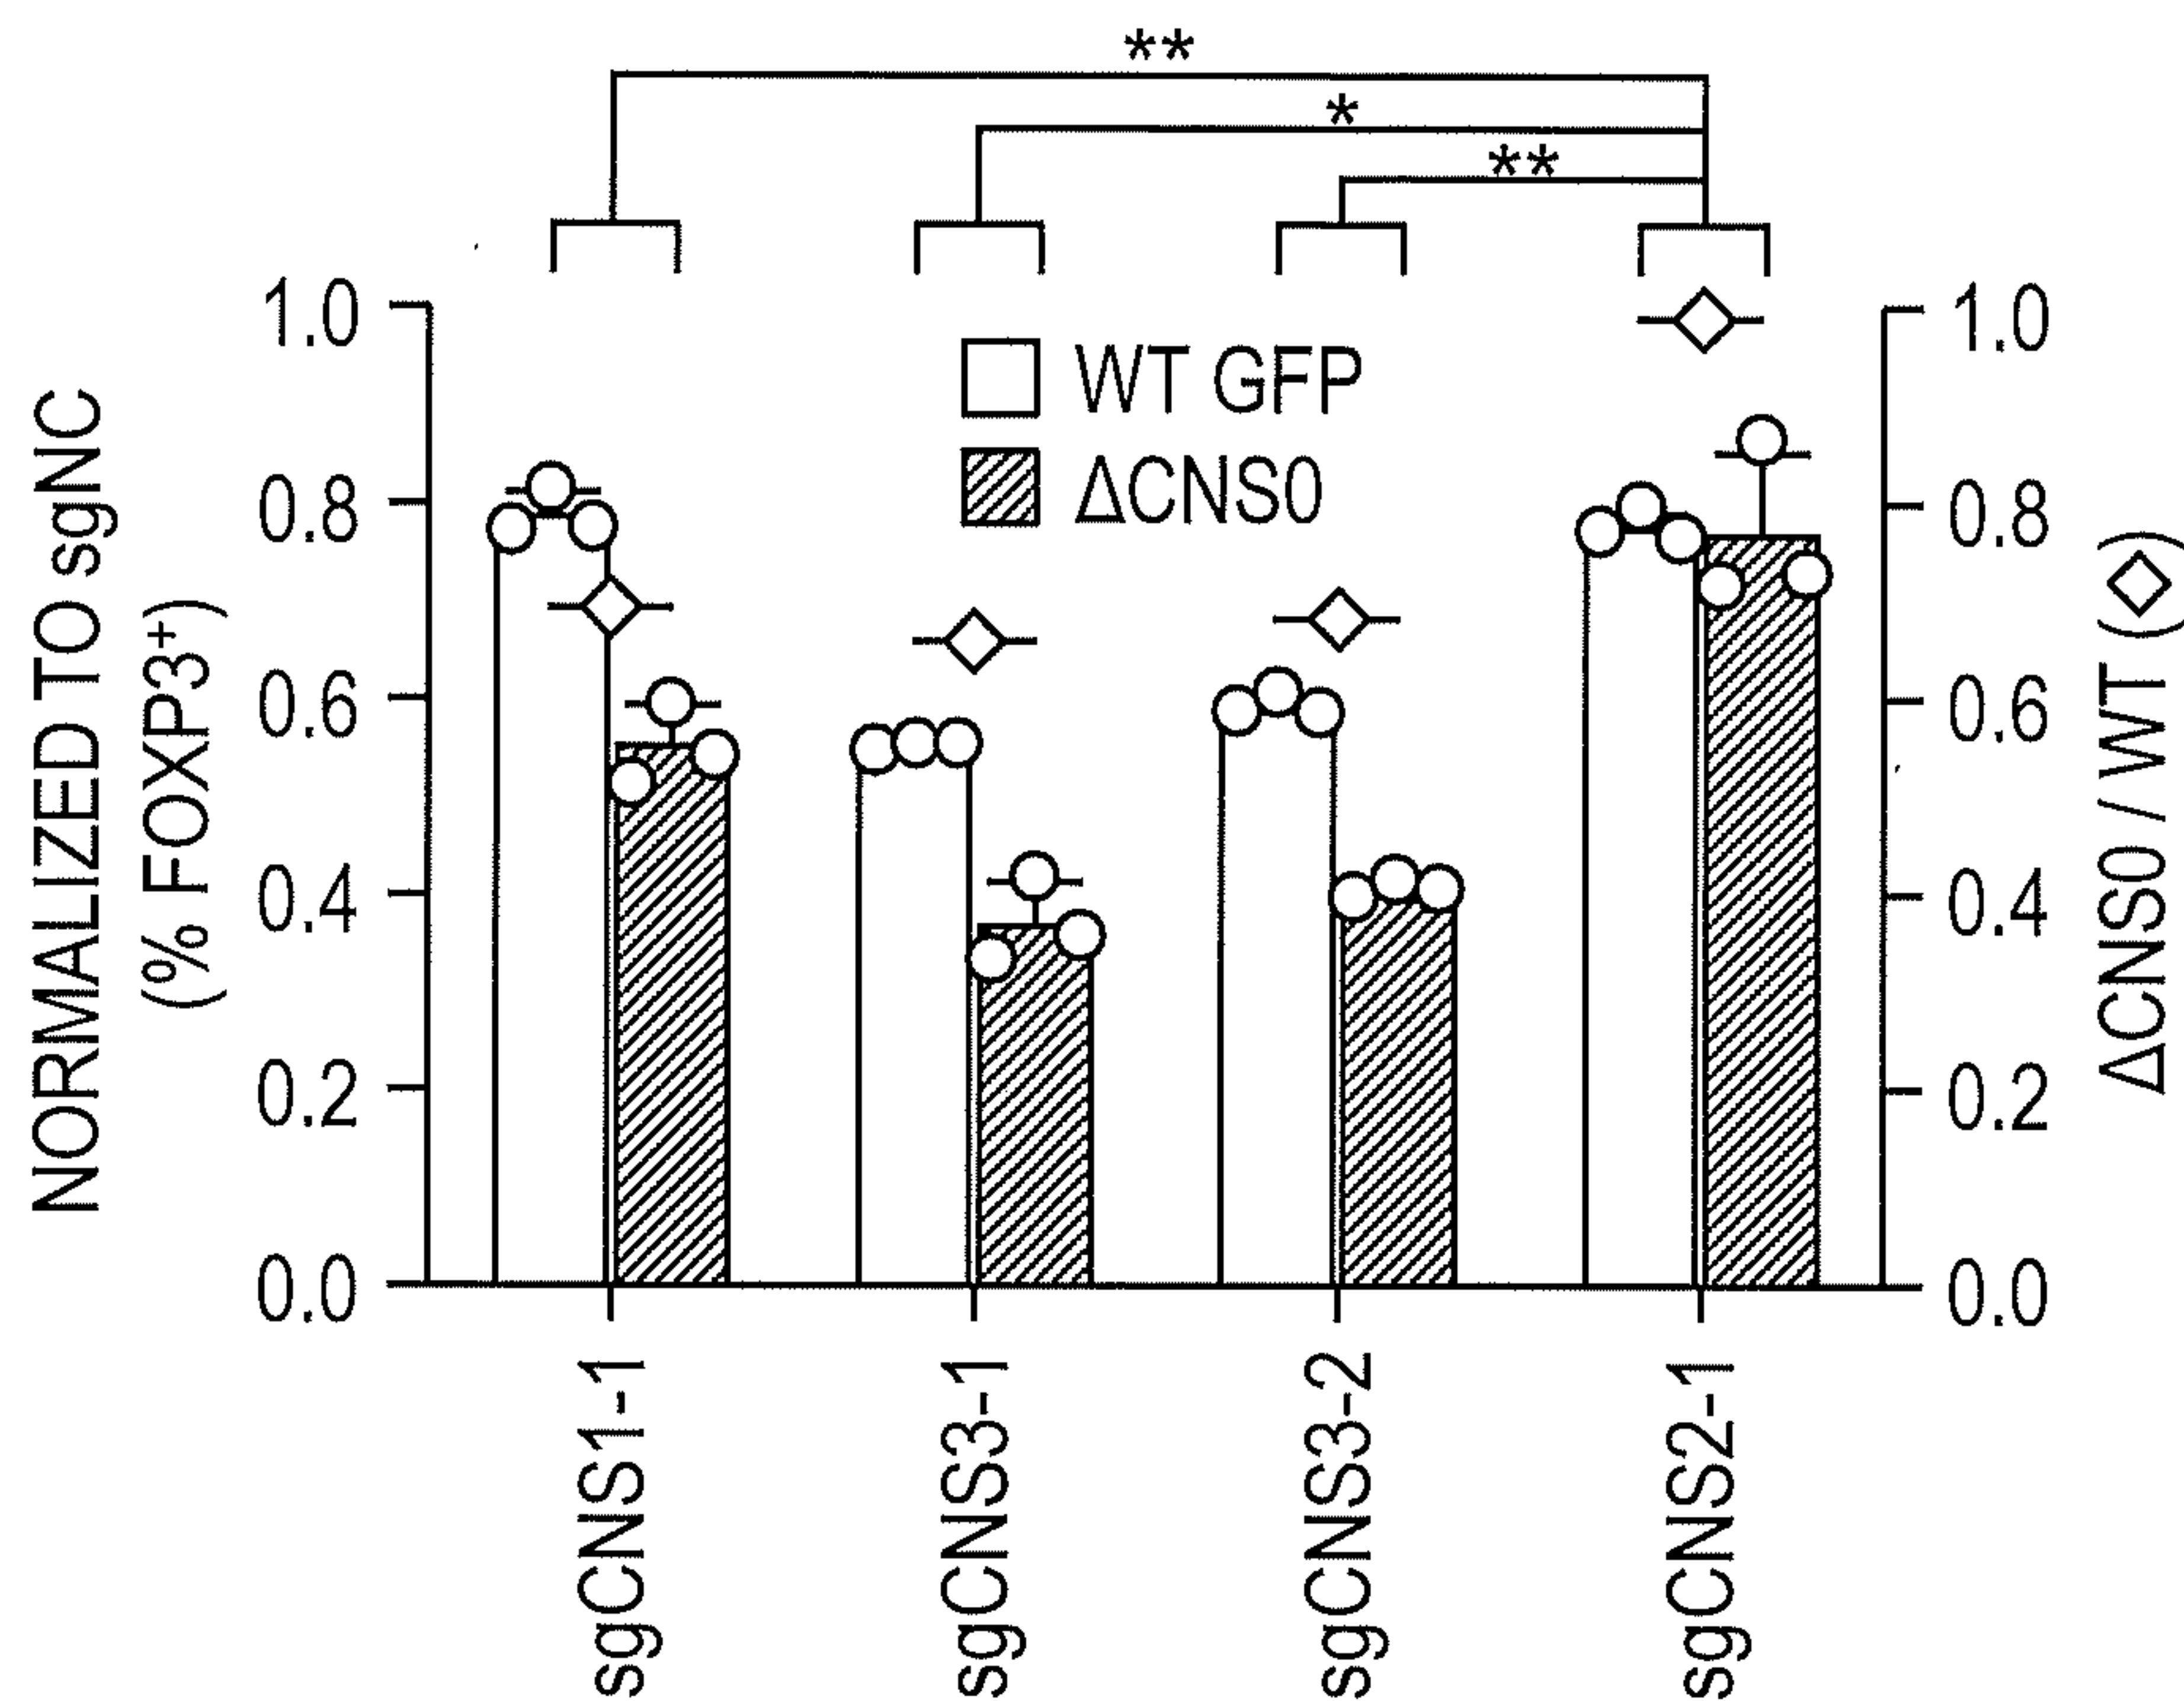 **
*
**
NORMALIZED TO sgNC
(% FOXP3+)
1.0
0.8
0.6
0.4
0.2
0.0
WT GFP
ΔCNS0
1.0
0.8
0.6
0.4
0.2
0.0
ΔCNS0 / WT (◇)
sgCNS1-1
sgCNS3-1
sgCNS3-2
sgCNS2-1